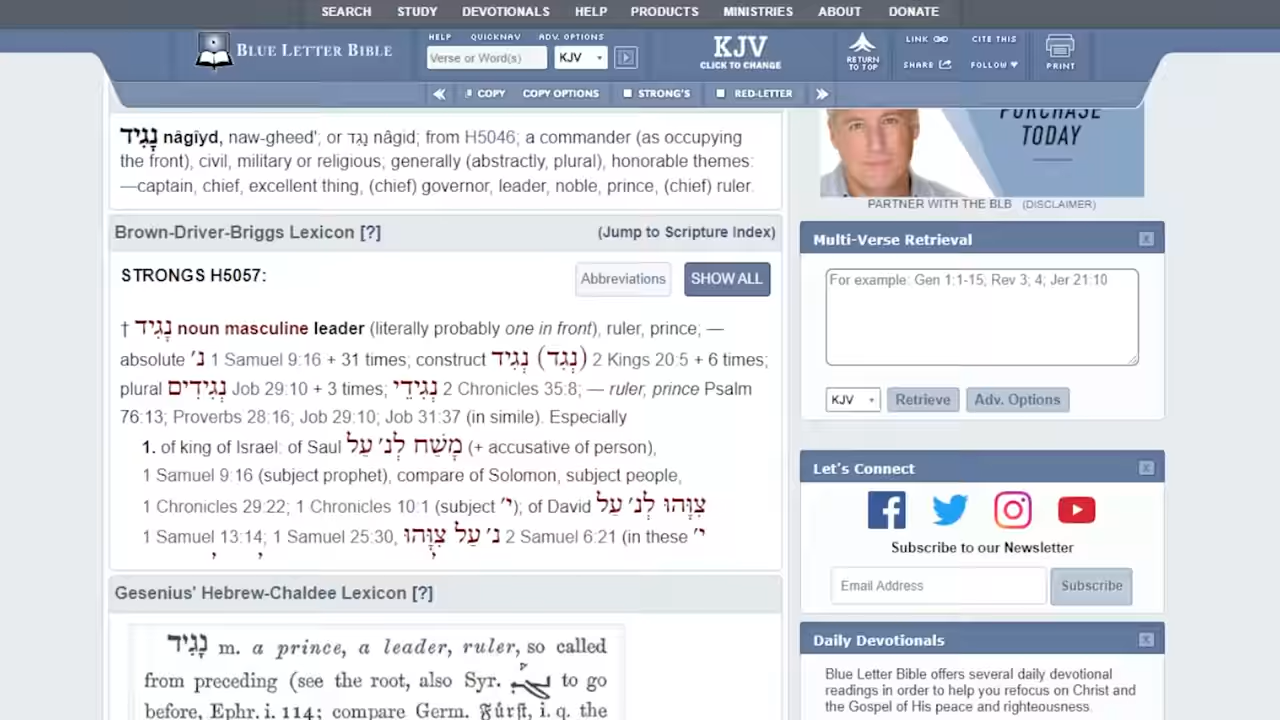 SEARCH STUDY DEVOTIONALS HELP PRODUCTS MINISTRIES ABOUT DONATE
BLUE LETTER BIBLE
HELP QUICKNAV ADV. OPTIONS
Verse or Word(s) KJV
KJV
CLICK TO CHANGE
RETURN
TO TOP
LINK CITE THIS
SHARE FOLLOW
PRINT
COPY COPY OPTIONS STRONG'S RED-LETTER
נָגִיד nâgîyd, naw-gheed'; or נָגִד nâgid; from H5046; a commander (as occupying
the front), civil, military or religious; generally (abstractly, plural), honorable themes:
—captain, chief, excellent thing, (chief) governor, leader, noble, prince, (chief) ruler.
Brown-Driver-Briggs Lexicon [?] (Jump to Scripture Index)
STRONGS H5057: Abbreviations SHOW ALL
† נָגִיד noun masculine leader (literally probably one in front), ruler, prince; —
absolute נ׳ 1 Samuel 9:16 + 31 times; construct נְגִיד (נְגִד) 2 Kings 20:5 + 6 times;
plural נְגִידִים Job 29:10 + 3 times; נְגִידֵי 2 Chronicles 35:8; — ruler, prince Psalm
76:13; Proverbs 28:16; Job 29:10; Job 31:37 (in simile). Especially
1. of king of Israel: of Saul מָשַׁח לְנ׳ עַל (+ accusative of person),
1 Samuel 9:16 (subject prophet), compare of Solomon, subject people,
1 Chronicles 29:22; 1 Chronicles 10:1 (subject י׳); of David צִוָּהוּ לְנ׳ עַל
1 Samuel 13:14; 1 Samuel 25:30, צִוָּהוּ נ׳ עַל 2 Samuel 6:21 (in these י׳
Gesenius' Hebrew-Chaldee Lexicon [?]
נָגִיד m. a prince, a leader, ruler, so called
from preceding (see the root, also Syr. to go
before, Ephr. i. 114; compare Germ. Fürst, i. q. the
PURCHASE
TODAY
PARTNER WITH THE BLB (DISCLAIMER)
Multi-Verse Retrieval
For example: Gen 1:1-15; Rev 3; 4; Jer 21:10
KJV Retrieve Adv. Options
Let's Connect
Subscribe to our Newsletter
Email Address Subscribe
Daily Devotionals
Blue Letter Bible offers several daily devotional
readings in order to help you refocus on Christ and
the Gospel of His peace and righteousness.